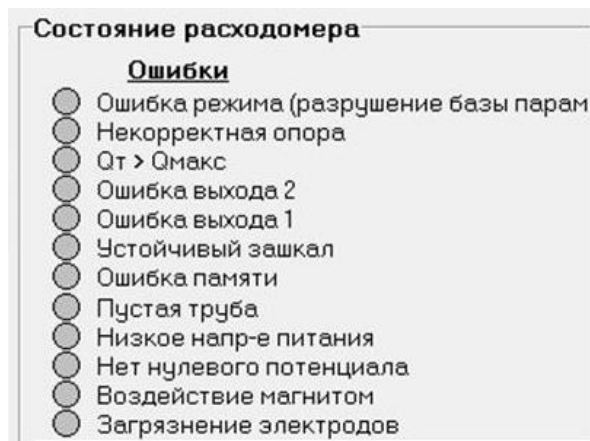 Состояние расходомера
Ошибки
Ошибка режима (разрушение базы парам
Некорректная опора
Qт > Qмакс
Ошибка выхода 2
Ошибка выхода 1
Устойчивый зашкал
Ошибка памяти
Пустая труба
Низкое напр-е питания
Нет нулевого потенциала
Воздействие магнитом
Загрязнение электродов